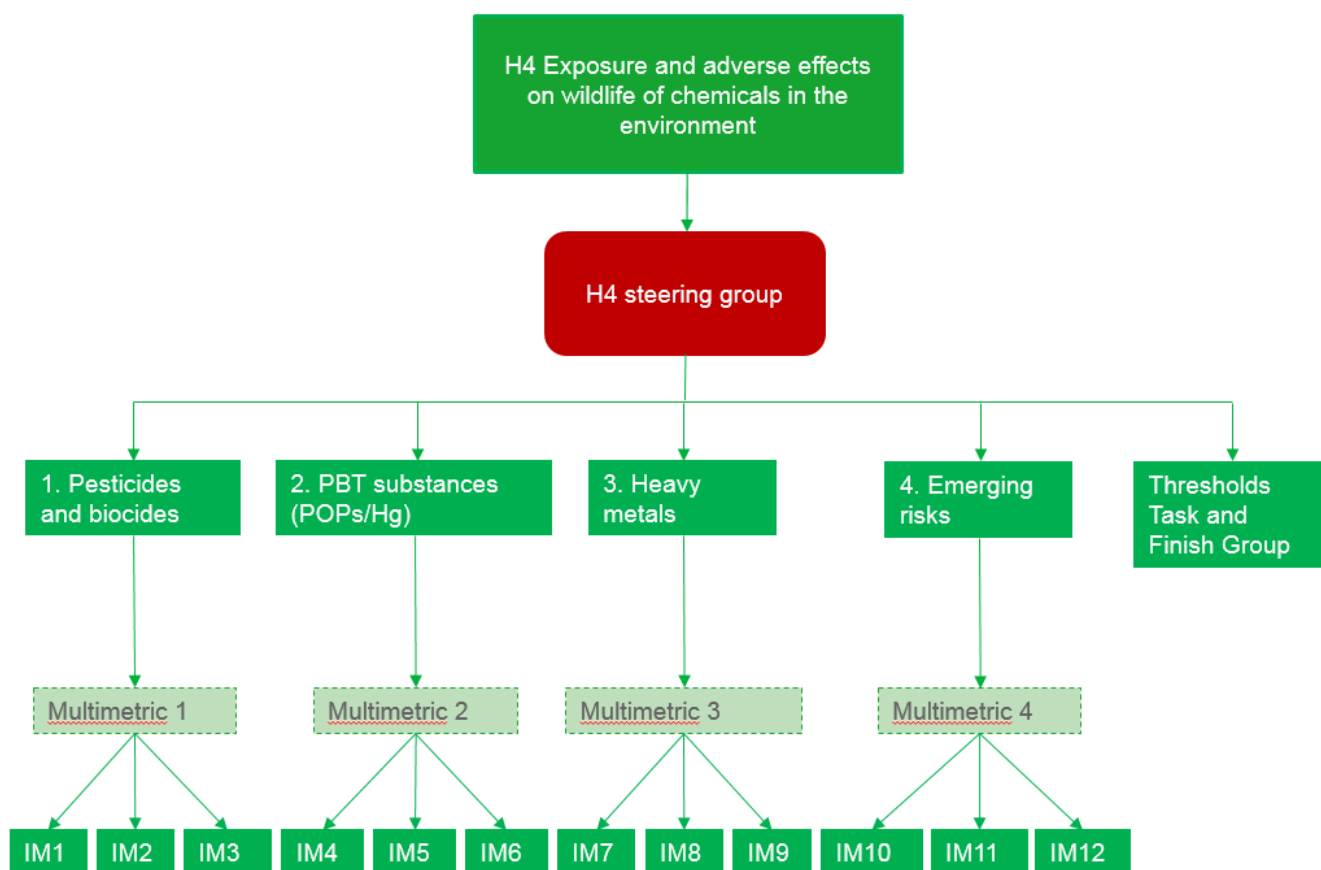 H4 Exposure and adverse effects
on wildlife of chemicals in the
environment
H4 steering group
1. Pesticides
and biocides
2. PBT substances
(POPs/Hg)
3. Heavy
metals
4. Emerging
risks
Thresholds
Task and
Finish Group
Multimetric 1
Multimetric 2
Multimetric 3
Multimetric 4
IM1
IM2
IM3
IM4
IM5
IM6
IM7
IM8
IM9
IM10
IM11
IM12